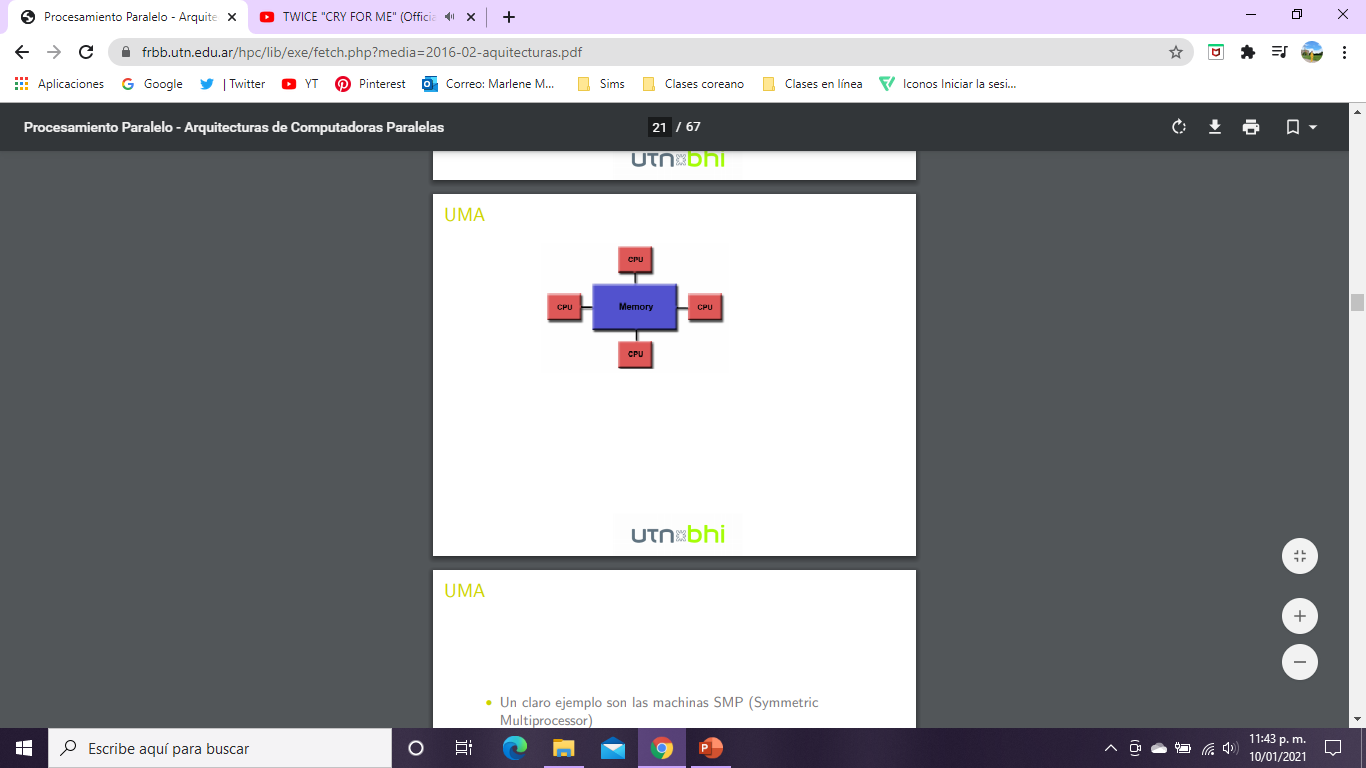 Procesamiento Paralelo - Arquite
TWICE "CRY FOR ME" (Officia
frbb.utn.edu.ar/hpc/lib/exe/fetch.php?media=2016-02-aquitecturas.pdf
Aplicaciones
Google
| Twitter
YT
Pinterest
Correo: Marlene M...
Sims
Clases coreano
Clases en línea
Iconos Iniciar la sesi...
Procesamiento Paralelo - Arquitecturas de Computadoras Paralelas
21 / 67
utn bhi
UMA
CPU
CPU
Memory
CPU
CPU
utn bhi
UMA
Un claro ejemplo son las machinas SMP (Symmetric
Multiprocessor)
Escribe aquí para buscar
11:43 p. m.
10/01/2021